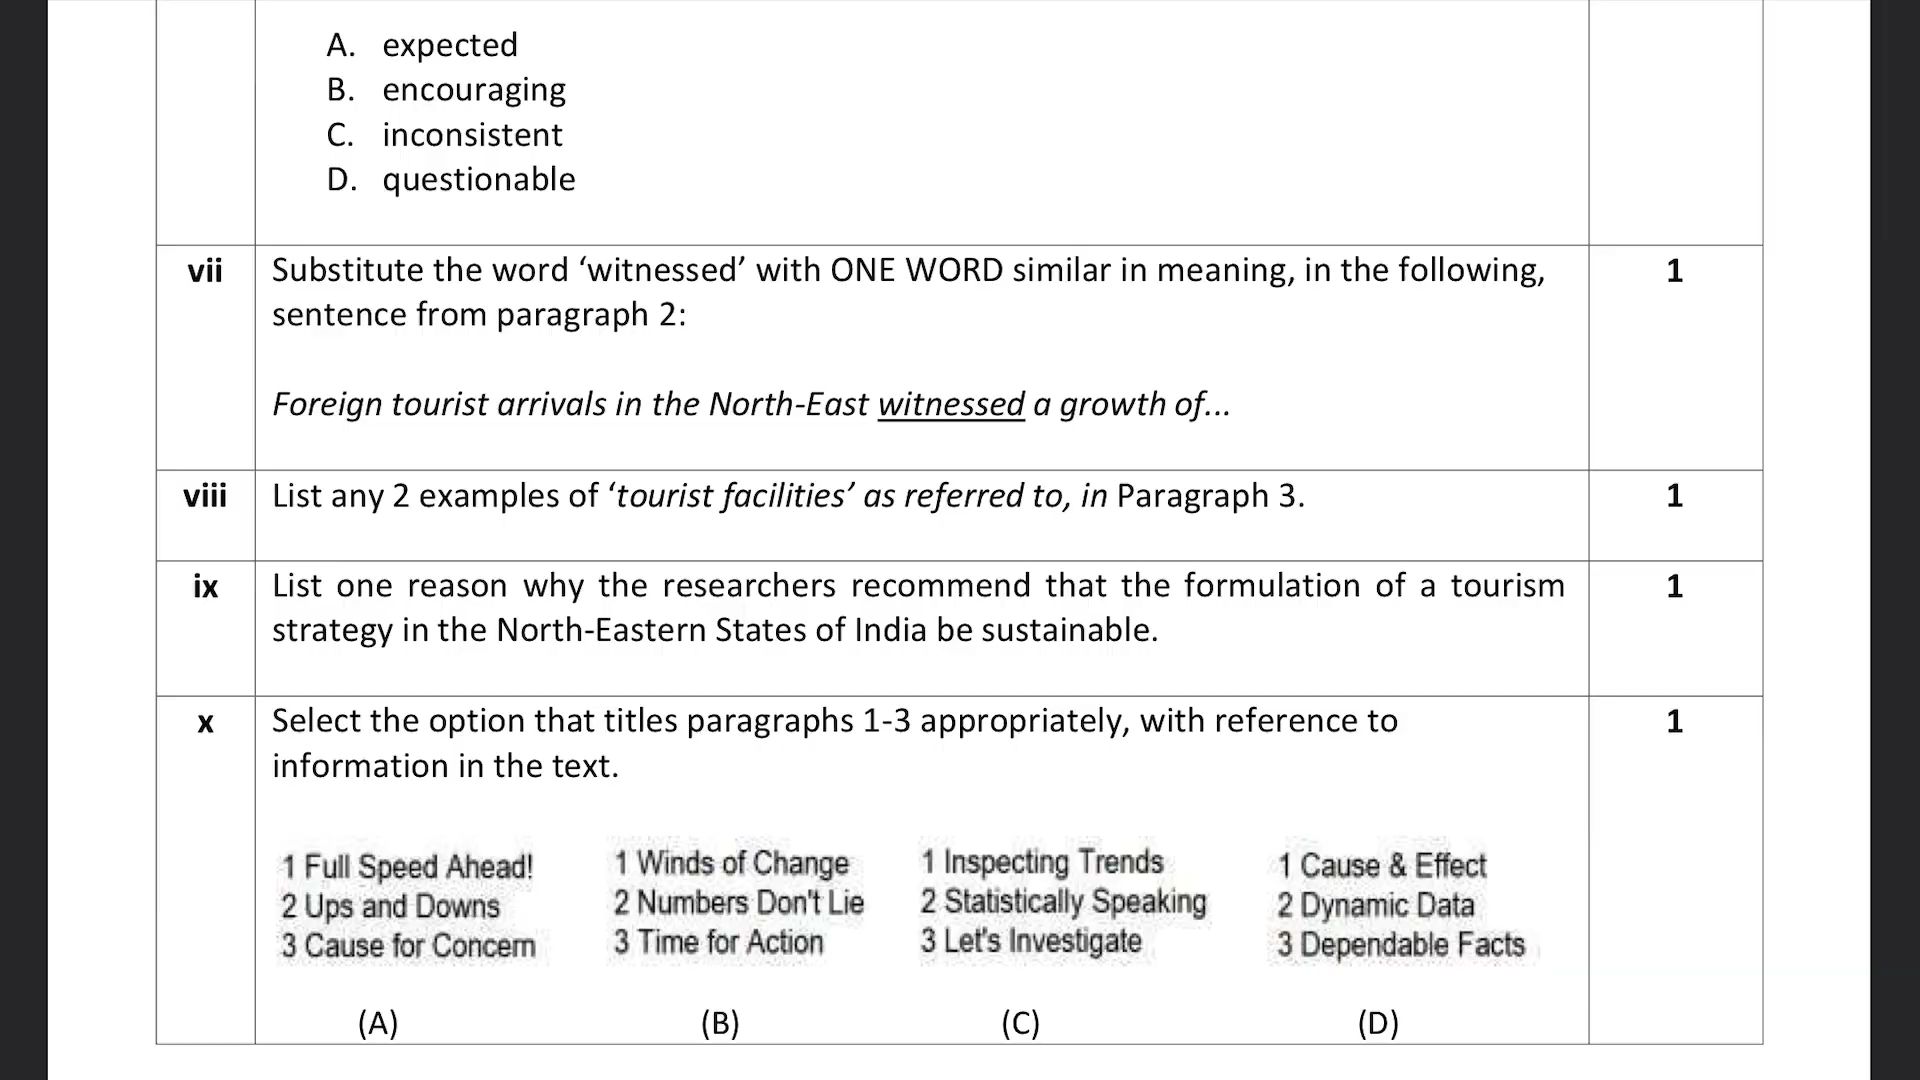 A. expected
B. encouraging
C. inconsistent
D. questionable
vii Substitute the word ‘witnessed’ with ONE WORD similar in meaning, in the following, 1
sentence from paragraph 2:
Foreign tourist arrivals in the North-East witnessed a growth of...
viii List any 2 examples of ‘tourist facilities’ as referred to, in Paragraph 3. 1
ix List one reason why the researchers recommend that the formulation of a tourism 1
strategy in the North-Eastern States of India be sustainable.
x Select the option that titles paragraphs 1-3 appropriately, with reference to 1
information in the text.
1 Full Speed Ahead!
2 Ups and Downs
3 Cause for Concern
(A)
1 Winds of Change
2 Numbers Don't Lie
3 Time for Action
(B)
1 Inspecting Trends
2 Statistically Speaking
3 Let's Investigate
(C)
1 Cause & Effect
2 Dynamic Data
3 Dependable Facts
(D)